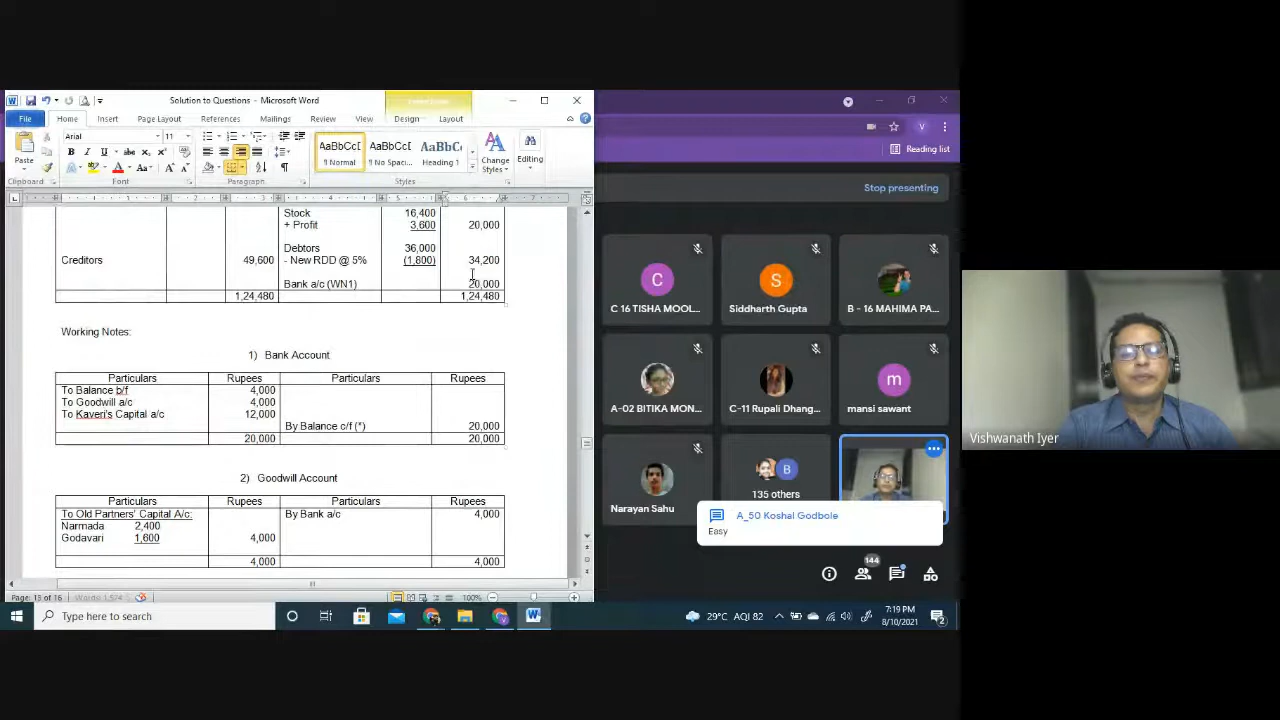 Solution to Questions - Microsoft Word
File Home Insert Page Layout References Mailings Review View Design Layout
Arial 11
Paste
AaBbCcI AaBbCcI AaBbC
¶ Normal ¶ No Spaci... Heading 1
Change Styles
Editing
Clipboard Font Paragraph Styles
Stock 16,400
+ Profit 3,600 20,000
Debtors 36,000
Creditors 49,600 - New RDD @ 5% (1,800) 34,200
Bank a/c (WN1) 20,000
1,24,480 1,24,480
Working Notes:
1) Bank Account
Particulars Rupees Particulars Rupees
To Balance b/f 4,000
To Goodwill a/c 4,000
To Kaveri's Capital a/c 12,000
By Balance c/f (*) 20,000
20,000 20,000
2) Goodwill Account
Particulars Rupees Particulars Rupees
To Old Partners' Capital A/c: By Bank a/c 4,000
Narmada 2,400
Godavari 1,600 4,000
4,000 4,000
Page: 15 of 16 Words: 1,574 100%
Type here to search
29°C AQI 82
7:19 PM
8/10/2021
2
V
Reading list
Stop presenting
C
C 16 TISHA MOOL...
S
Siddharth Gupta
B - 16 MAHIMA PA...
A-02 BITIKA MON...
C-11 Rupali Dhang...
m
mansi sawant
Narayan Sahu
B
135 others
A_50 Koshal Godbole
Easy
144
Vishwanath Iyer